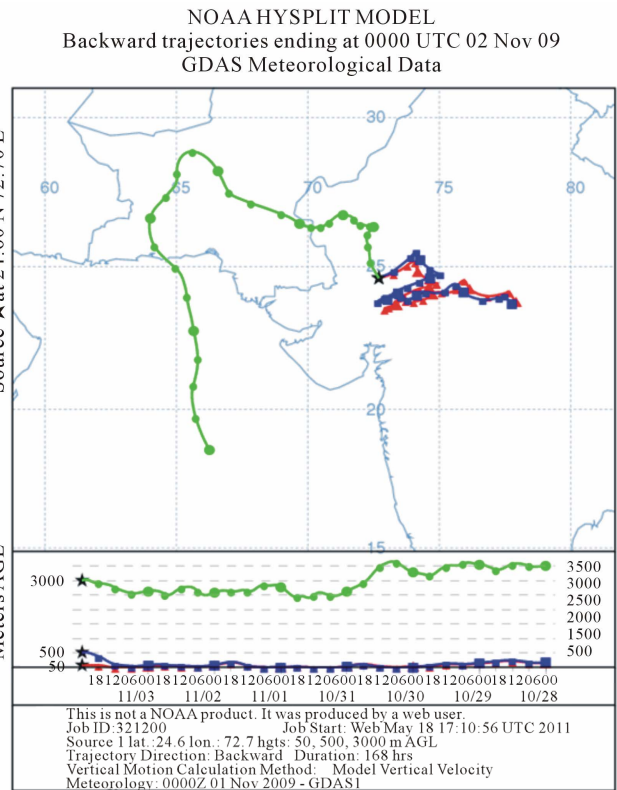 NOAA HYSPLIT MODEL
Backward trajectories ending at 0000 UTC 02 Nov 09
GDAS Meteorological Data
30
60
65
70
75
80
25
20
15
Meters AGL
3000
500
50
3500
3000
2500
2000
1500
500
181206001812060018120600181206001812060018120600181206 00
11/03 11/02 11/01 10/31 10/30 10/29 10/28
This is not a NOAA product. It was produced by a web user.
Job ID:321200 Job Start: Web May 18 17:10:56 UTC 2011
Source 1 lat.:24.6 lon.: 72.7 hgts: 50, 500, 3000 m AGL
Trajectory Direction: Backward Duration: 168 hrs
Vertical Motion Calculation Method: Model Vertical Velocity
Meteorology: 0000Z 01 Nov 2009 - GDAS1